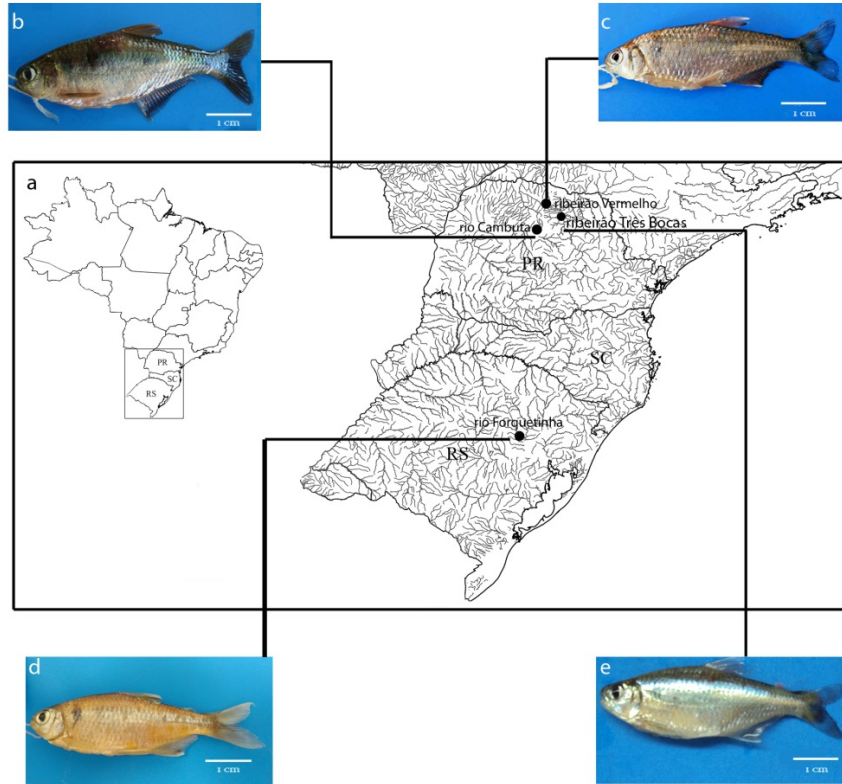 b
1 cm
c
1 cm
a
ribeirão Vermelho
ribeirão Três Bocas
rio Cambuta
PR
SC
rio Forquetinha
RS
PR
SC
RS
d
1 cm
e
1 cm